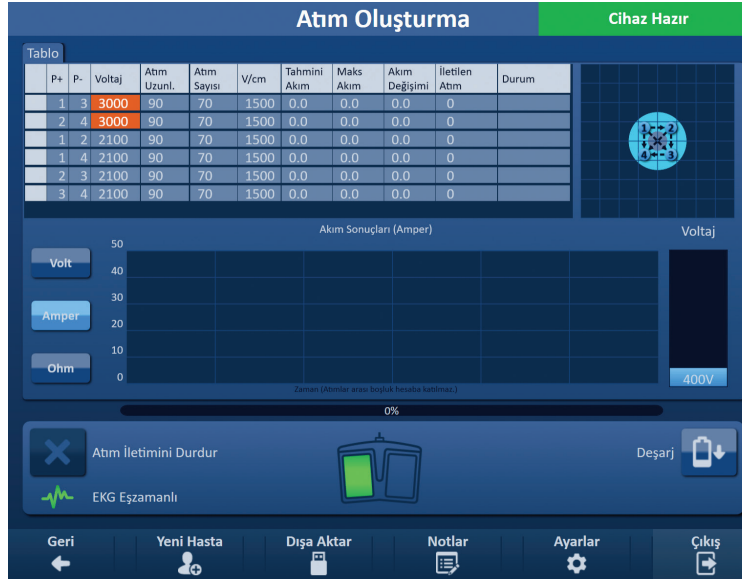 Atım Oluşturma
Cihaz Hazır
Tablo
P+ P- Voltaj Atım Uzunl. Atım Sayısı V/cm Tahmini Akım Maks Akım Akım Değişimi İletilen Atım Durum
1 3 3000 90 70 1500 0.0 0.0 0.0 0
2 4 3000 90 70 1500 0.0 0.0 0.0 0
1 2 2100 90 70 1500 0.0 0.0 0.0 0
1 4 2100 90 70 1500 0.0 0.0 0.0 0
2 3 2100 90 70 1500 0.0 0.0 0.0 0
3 4 2100 90 70 1500 0.0 0.0 0.0 0
1 2
4 3
Akım Sonuçları (Amper)
Voltaj
Volt
Amper
Ohm
50
40
30
20
10
0
400V
Zaman (Atımlar arası boşluk hesaba katılmaz.)
0%
Atım İletimini Durdur
Deşarj
EKG Eşzamanlı
Geri
Yeni Hasta
Dışa Aktar
Notlar
Ayarlar
Çıkış